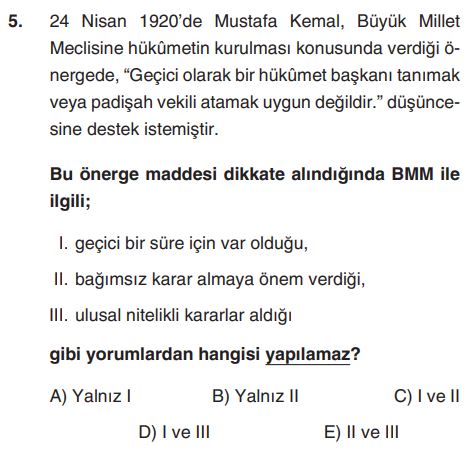 5. 24 Nisan 1920’de Mustafa Kemal, Büyük Millet
Meclisine hükûmetin kurulması konusunda verdiği ö-
nergede, “Geçici olarak bir hükûmet başkanı tanımak
veya padişah vekili atamak uygun değildir.” düşünce-
sine destek istemiştir.
Bu önerge maddesi dikkate alındığında BMM ile
ilgili;
I. geçici bir süre için var olduğu,
II. bağımsız karar almaya önem verdiği,
III. ulusal nitelikli kararlar aldığı
gibi yorumlardan hangisi yapılamaz?
A) Yalnız I B) Yalnız II C) I ve II
D) I ve III E) II ve III